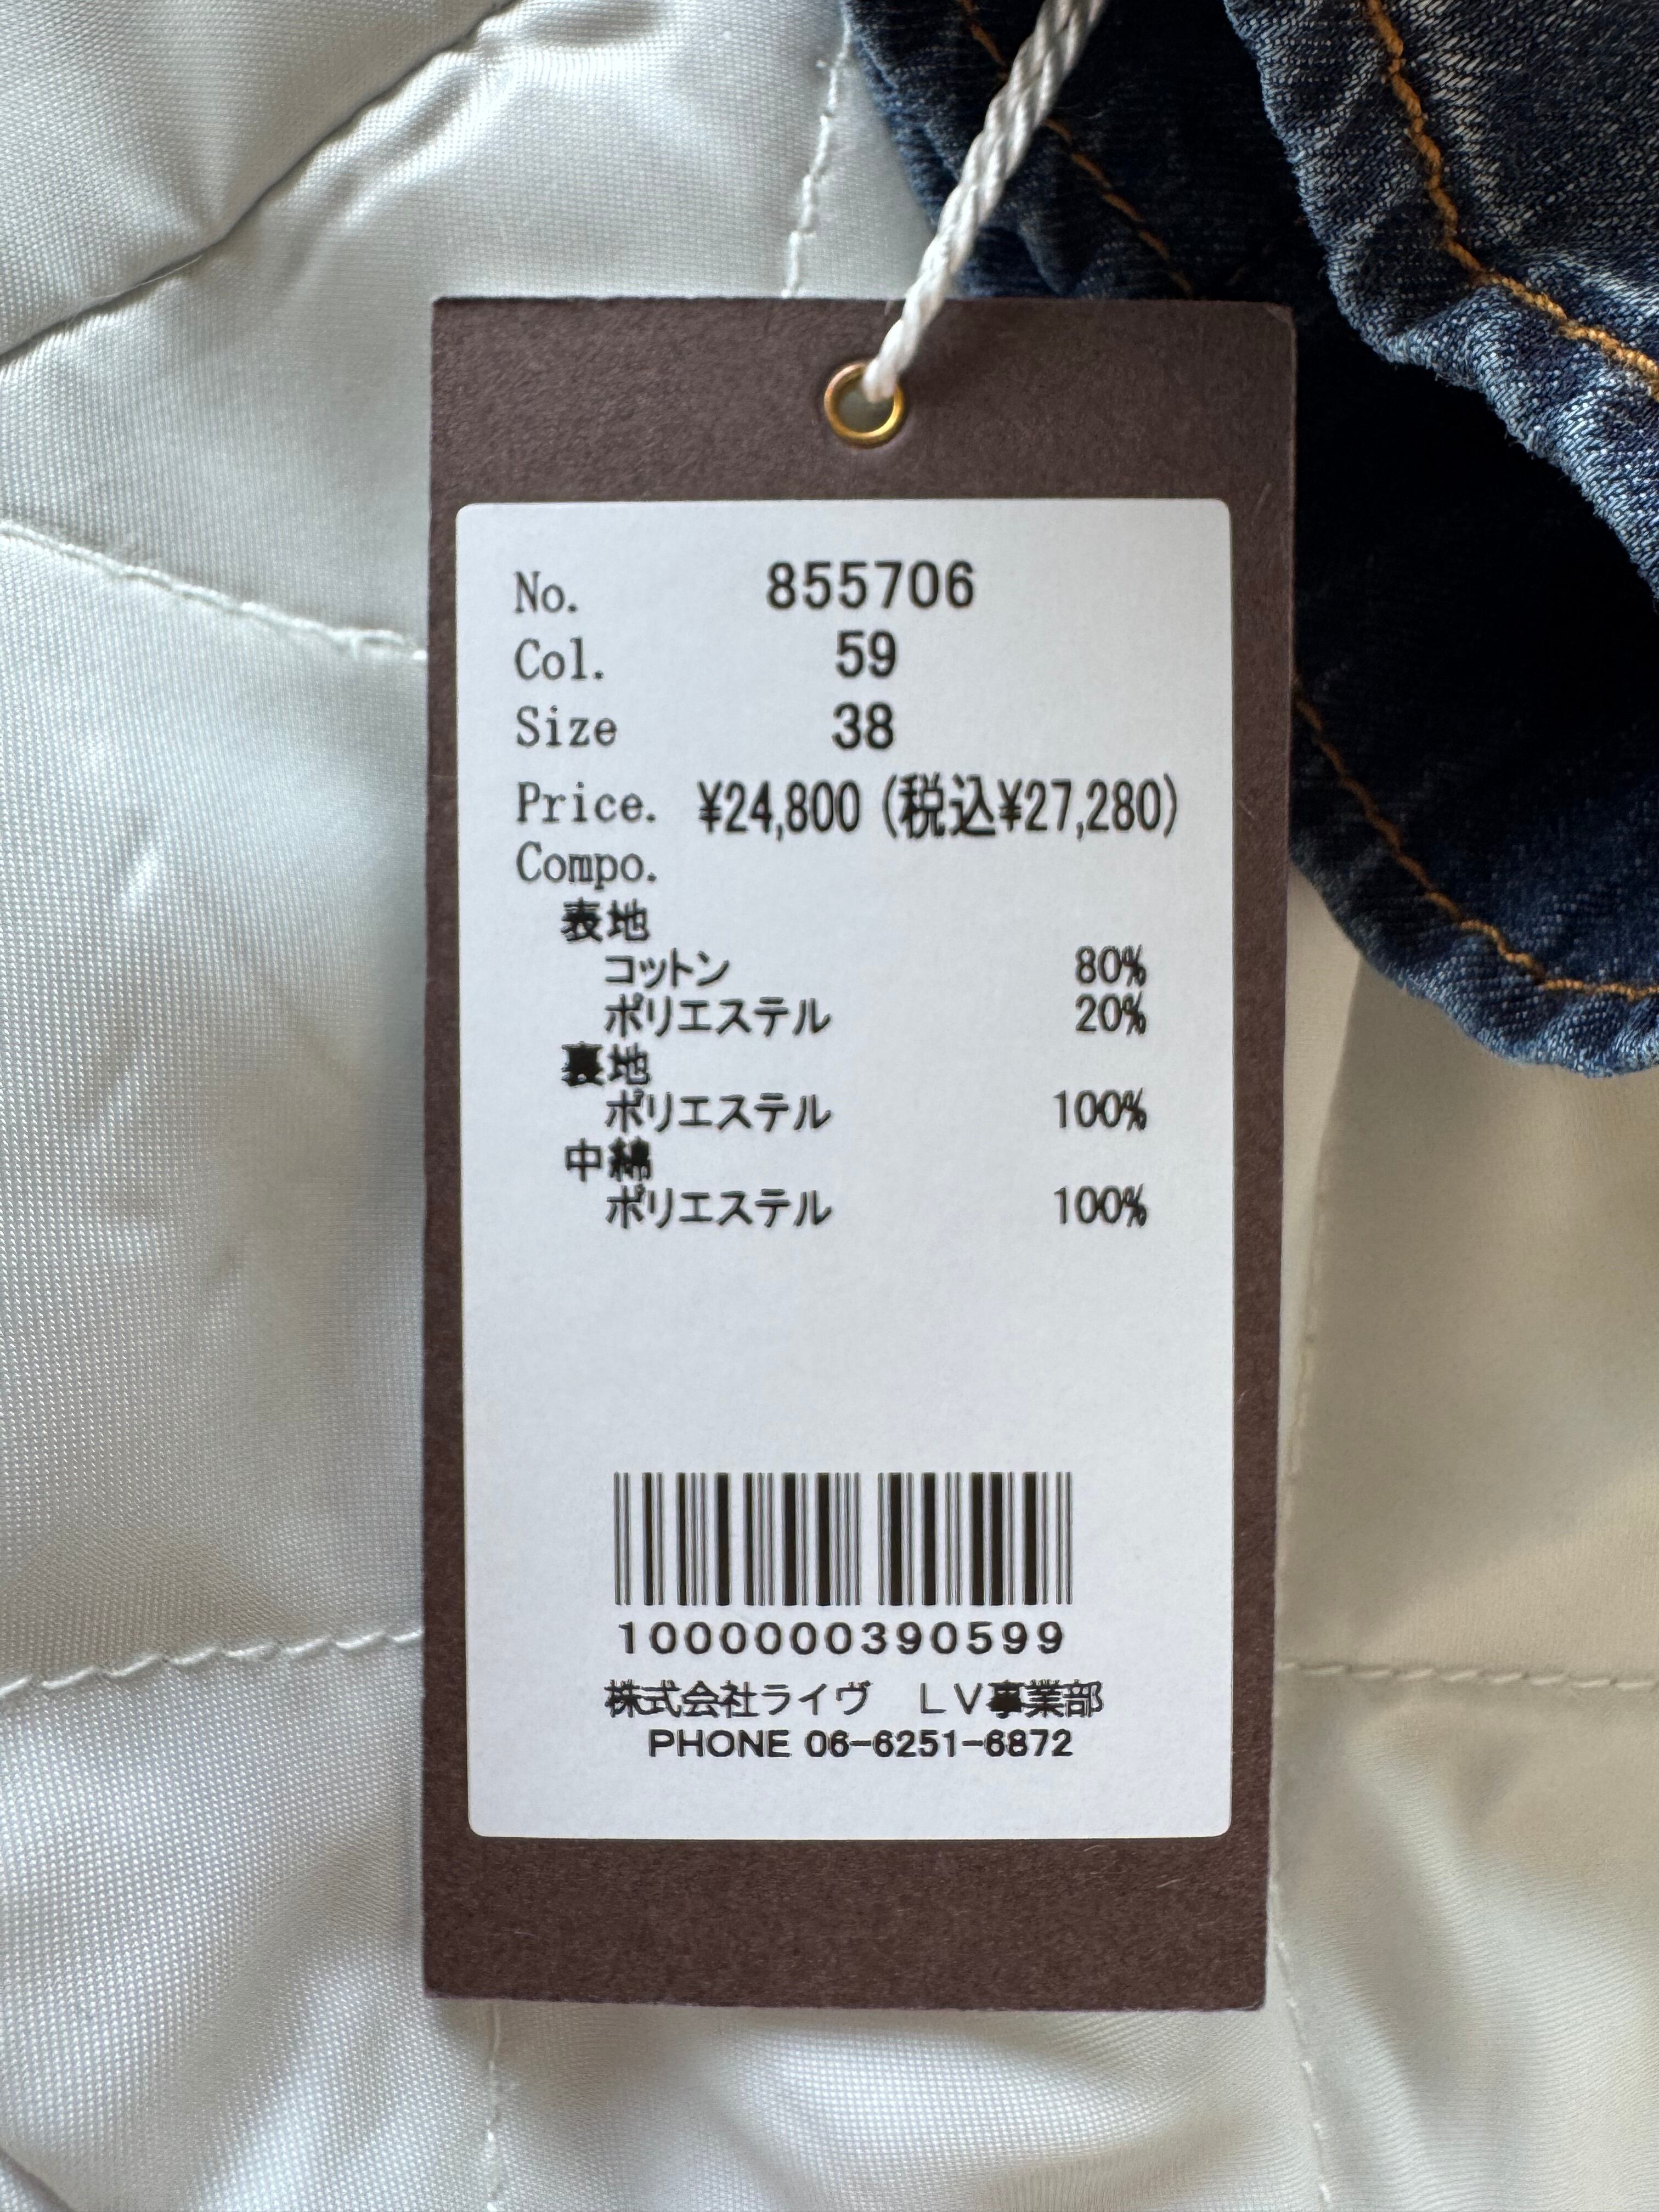 No. 855706
Col. 59
Size 38
Price. ¥24,800 (税込¥27,280)
Compo.
表地
コットン 80%
ポリエステル 20%
裏地
ポリエステル 100%
中綿
ポリエステル 100%
1000000390599
株式会社ライヴ ＬＶ事業部
PHONE 06-6251-6872